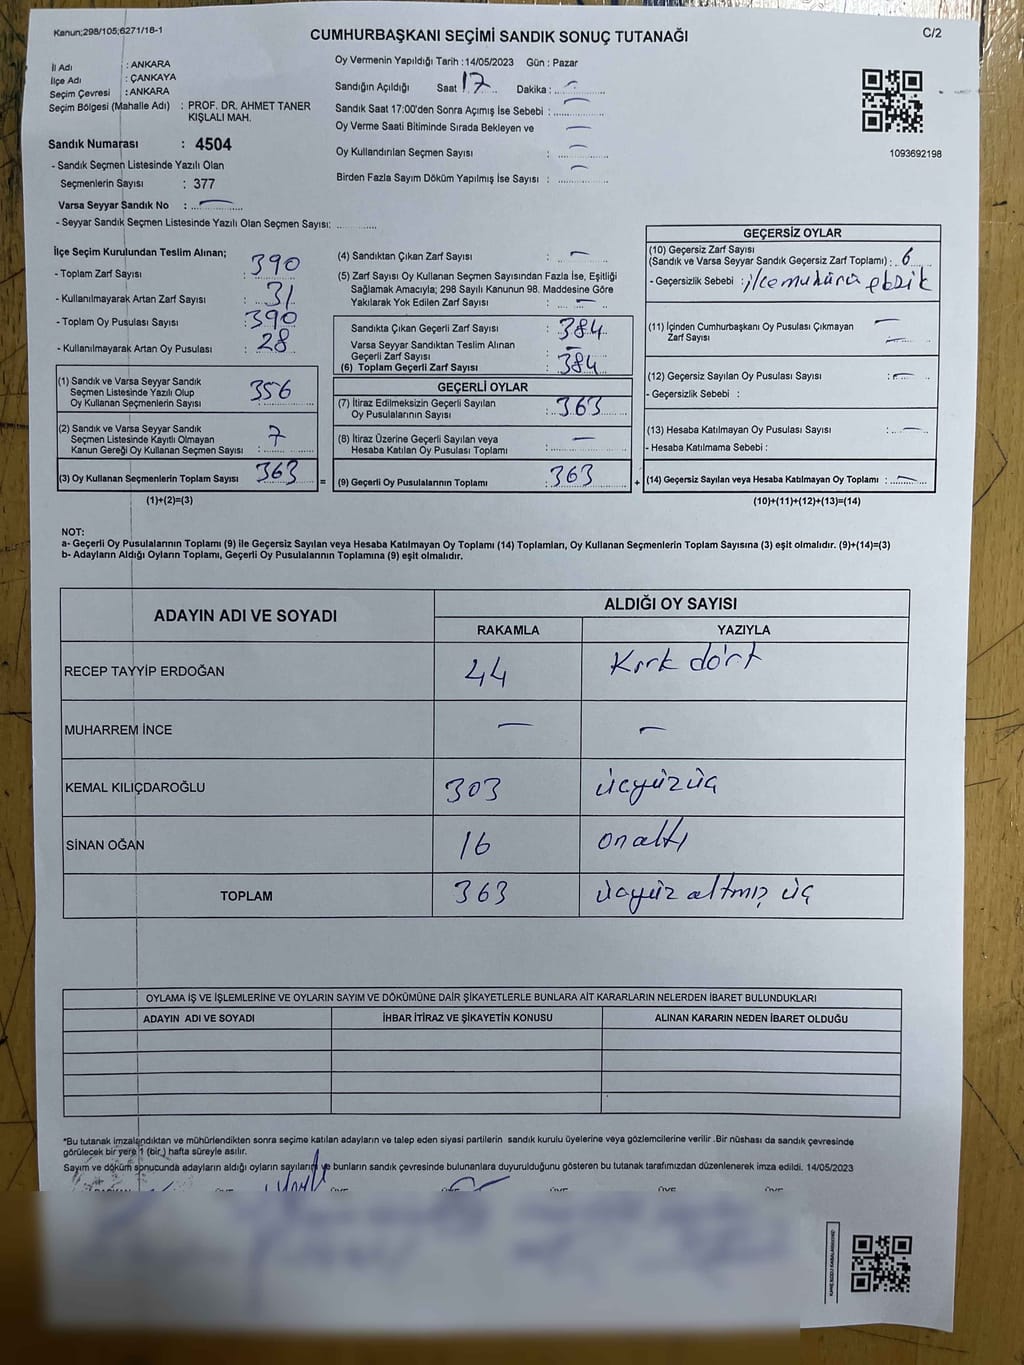 Kanun;298/105;6271/16-1
CUMHURBAŞKANI SEÇİMİ SANDIK SONUÇ TUTANAĞI
C/2
İl Adı : ANKARA
İlçe Adı : ÇANKAYA
Seçim Çevresi : ANKARA
Seçim Bölgesi (Mahalle Adı) : PROF. DR. AHMET TANER
KIŞLALI MAH.
Sandık Numarası : 4504
- Sandık Seçmen Listesinde Yazılı Olan
Seçmenlerin Sayısı : 377
Varsa Seyyar Sandık No : —
- Seyyar Sandık Seçmen Listesinde Yazılı Olan Seçmen Sayısı:
Oy Vermenin Yapıldığı Tarih : 14/05/2023 Gün : Pazar
Sandığın Açıldığı Saat 17 Dakika : —
Sandık Saat 17:00'den Sonra Açımış İse Sebebi : —
Oy Verme Saati Bitiminde Sırada Bekleyen ve —
Oy Kullandırılan Seçmen Sayısı : —
Birden Fazla Sayım Döküm Yapılmış İse Sayısı : —
1093692198
İlçe Seçim Kurulundan Teslim Alınan;
- Toplam Zarf Sayısı : 390
- Kullanılmayarak Artan Zarf Sayısı : 31
- Toplam Oy Pusulası Sayısı : 390
- Kullanılmayarak Artan Oy Pusulası : 28
(1) Sandık ve Varsa Seyyar Sandık
Seçmen Listesinde Yazılı Olup
Oy Kullanan Seçmenlerin Sayısı : 356
(2) Sandık ve Varsa Seyyar Sandık
Seçmen Listesinde Kayıtlı Olmayan
Kanun Gereği Oy Kullanan Seçmen Sayısı : 7
(3) Oy Kullanan Seçmenlerin Toplam Sayısı : 363 =
(1)+(2)=(3)
(4) Sandıktan Çıkan Zarf Sayısı : —
(5) Zarf Sayısı Oy Kullanan Seçmen Sayısından Fazla İse, Eşitliği
Sağlamak Amacıyla; 298 Sayılı Kanunun 98. Maddesine Göre
Yakılarak Yok Edilen Zarf Sayısı : —
Sandıkta Çıkan Geçerli Zarf Sayısı : 384
Varsa Seyyar Sandıktan Teslim Alınan
Geçerli Zarf Sayısı : —
(6) Toplam Geçerli Zarf Sayısı : 384
GEÇERLİ OYLAR
(7) İtiraz Edilmeksizin Geçerli Sayılan
Oy Pusulalarının Sayısı : 363
(8) İtiraz Üzerine Geçerli Sayılan veya
Hesaba Katılan Oy Pusulası Toplamı : —
(9) Geçerli Oy Pusulalarının Toplamı : 363 +
GEÇERSİZ OYLAR
(10) Geçersiz Zarf Sayısı
(Sandık ve Varsa Seyyar Sandık Geçersiz Zarf Toplamı) : 6
- Geçersizlik Sebebi : ilçe mühürü eksik
(11) İçinden Cumhurbaşkanı Oy Pusulası Çıkmayan —
Zarf Sayısı : —
(12) Geçersiz Sayılan Oy Pusulası Sayısı : —
- Geçersizlik Sebebi :
(13) Hesaba Katılmayan Oy Pusulası Sayısı : —
- Hesaba Katılmama Sebebi :
(14) Geçersiz Sayılan veya Hesaba Katılmayan Oy Toplamı : —
(10)+(11)+(12)+(13)=(14)
NOT:
a- Geçerli Oy Pusulalarının Toplamı (9) ile Geçersiz Sayılan veya Hesaba Katılmayan Oy Toplamı (14) Toplamları, Oy Kullanan Seçmenlerin Toplam Sayısına (3) eşit olmalıdır. (9)+(14)=(3)
b- Adayların Aldığı Oyların Toplamı, Geçerli Oy Pusulalarının Toplamına (9) eşit olmalıdır.
ADAYIN ADI VE SOYADI
ALDIĞI OY SAYISI
RAKAMLA YAZIYLA
RECEP TAYYİP ERDOĞAN 44 Kırk dört
MUHARREM İNCE — —
KEMAL KILIÇDAROĞLU 303 üçyüzüç
SİNAN OĞAN 16 on altı
TOPLAM 363 üçyüz altmış üç
OYLAMA İŞ VE İŞLEMLERİNE VE OYLARIN SAYIM VE DÖKÜMÜNE DAİR ŞİKAYETLERLE BUNLARA AİT KARARLARIN NELERDEN İBARET BULUNDUKLARI
ADAYIN ADI VE SOYADI İHBAR İTİRAZ VE ŞİKAYETİN KONUSU ALINAN KARARIN NEDEN İBARET OLDUĞU
*Bu tutanak imzalandıktan ve mühürlendikten sonra seçime katılan adayların ve talep eden siyasi partilerin sandık kurulu üyelerine veya gözlemcilerine verilir .Bir nüshası da sandık çevresinde
görülecek bir yere 1 (bir ) hafta süreyle asılır.
Sayım ve döküm sonucunda adayların aldığı oyların sayılarını ve bunların sandık çevresinde bulunanlara duyurulduğunu gösteren bu tutanak tarafımızdan düzenlenerek imza edildi. 14/05/2023